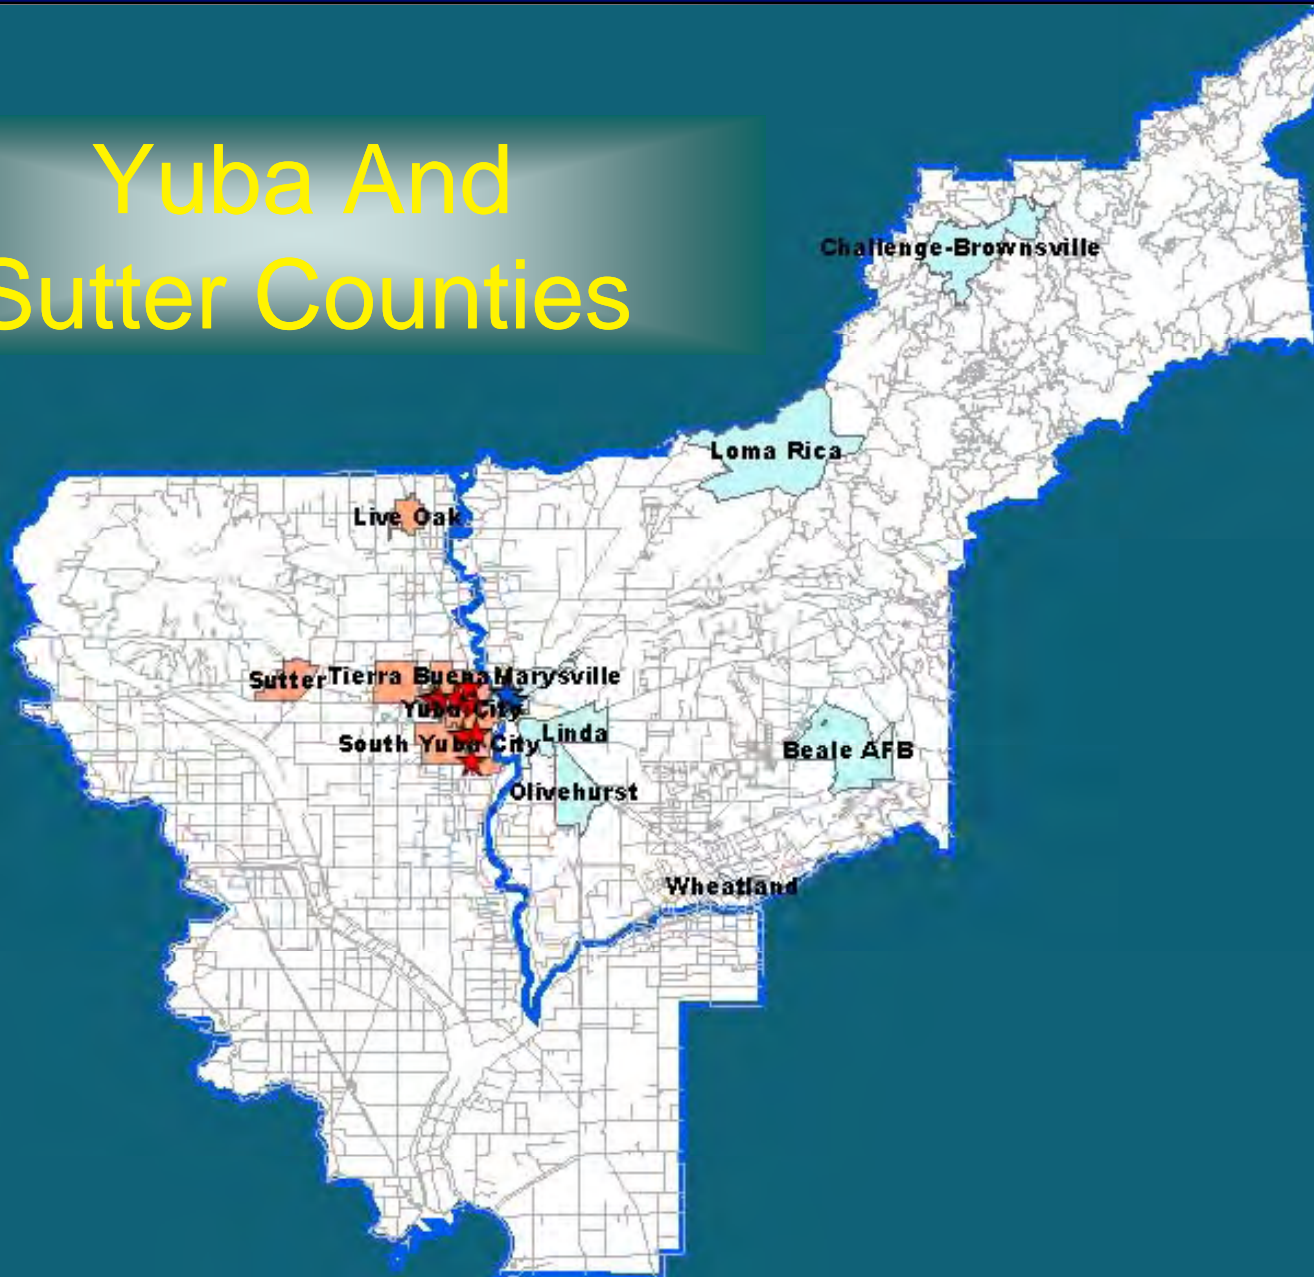 Yuba And
Sutter Counties
Challenge-Brownsville
Loma Rica
Live Oak
Sutter
Tierra Buena
Marysville
Yuba City
South Yuba City
Linda
Beale AFB
Olivehurst
Wheatland